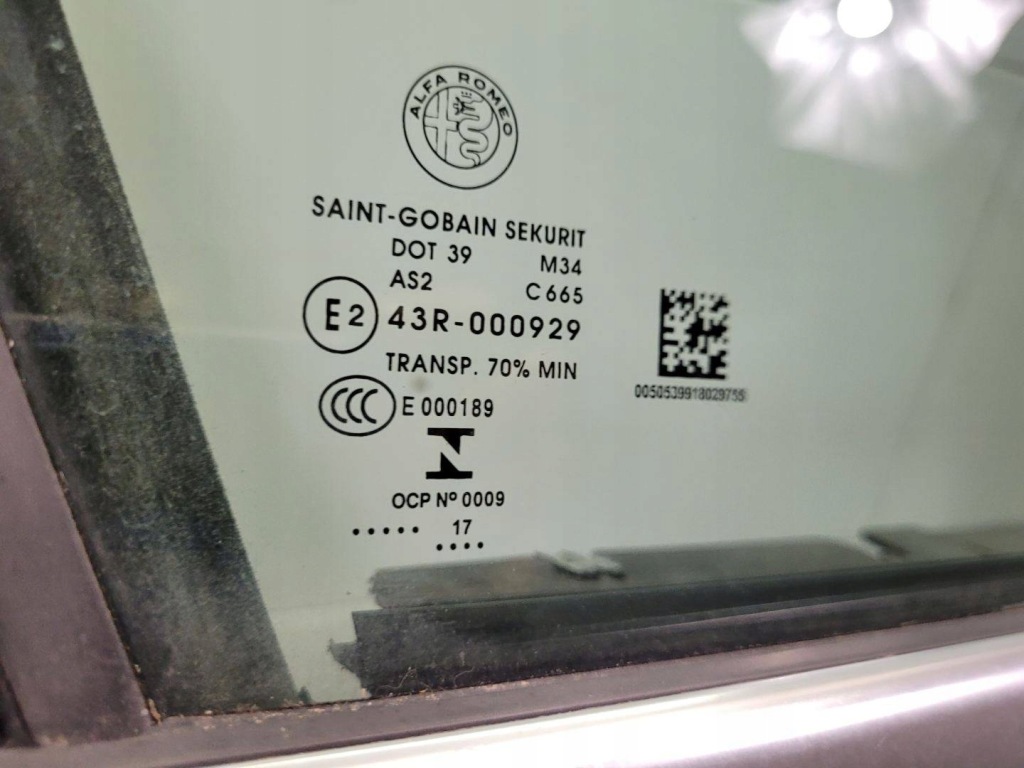 ALFA ROMEO
SAINT-GOBAIN SEKURIT
DOT 39 M34
AS2 C665
E2 43R-000929
TRANSP. 70% MIN
CCC E 000189
N
OCP Nº 0009
..... 17
....